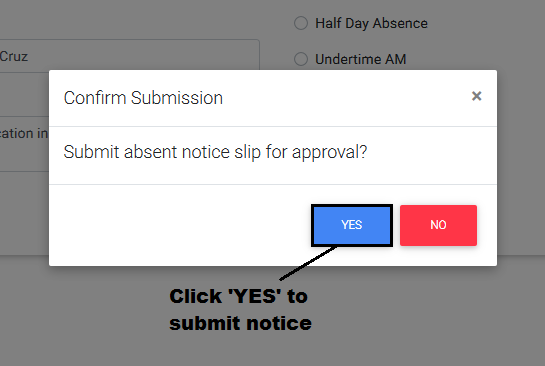 Half Day Absence
Cruz
Undertime AM
Confirm Submission ×
cation in
Submit absent notice slip for approval?
YES NO
Click 'YES' to
submit notice